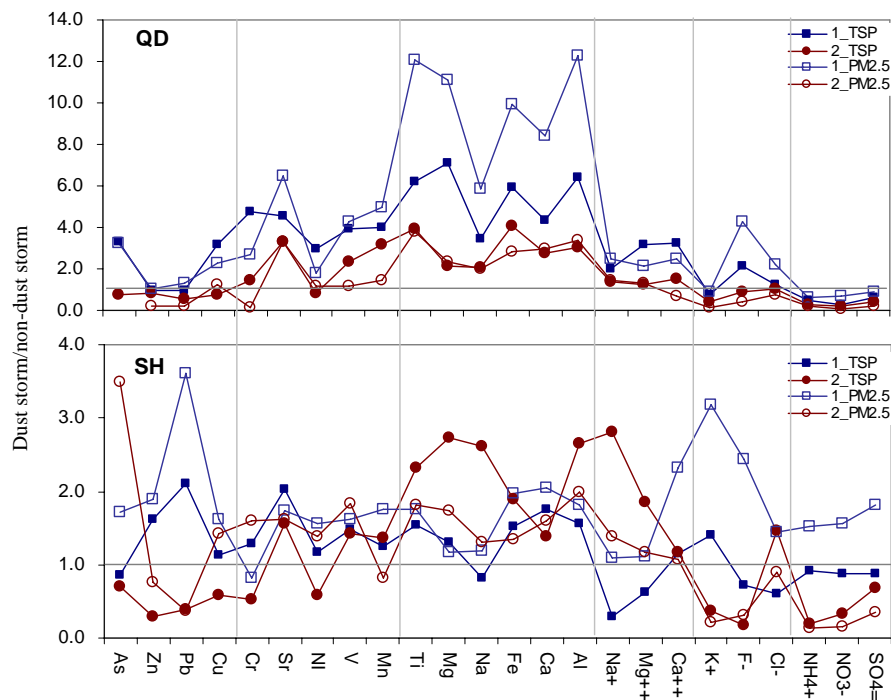 Dust storm/non-dust storm
QD
14.0
12.0
10.0
8.0
6.0
4.0
2.0
0.0
1_TSP
2_TSP
1_PM2.5
2_PM2.5
SH
4.0
3.0
2.0
1.0
0.0
1_TSP
2_TSP
1_PM2.5
2_PM2.5
As
Zn
Pb
Cu
Cr
Sr
NI
V
Mn
Ti
Mg
Na
Fe
Ca
Al
Na+
Mg++
Ca++
K+
F-
Cl-
NH4+
NO3-
SO4=